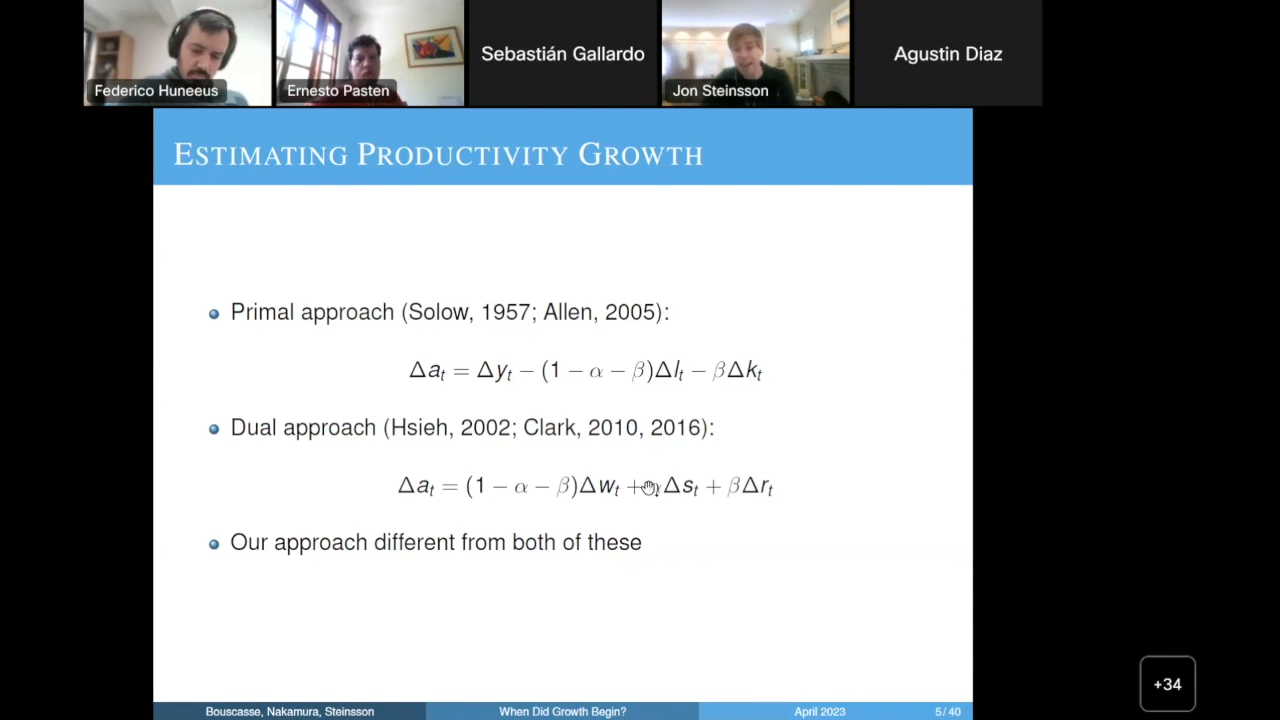 Federico Huneeus
Ernesto Pasten
Sebastián Gallardo
Jon Steinsson
Agustin Diaz
ESTIMATING PRODUCTIVITY GROWTH
Primal approach (Solow, 1957; Allen, 2005):
Δa_t = Δy_t − (1 − α − β)Δl_t − βΔk_t
Dual approach (Hsieh, 2002; Clark, 2010, 2016):
Δa_t = (1 − α − β)Δw_t + Δs_t + βΔr_t
Our approach different from both of these
Bouscasse, Nakamura, Steinsson
When Did Growth Begin?
April 2023
5 / 40
+34